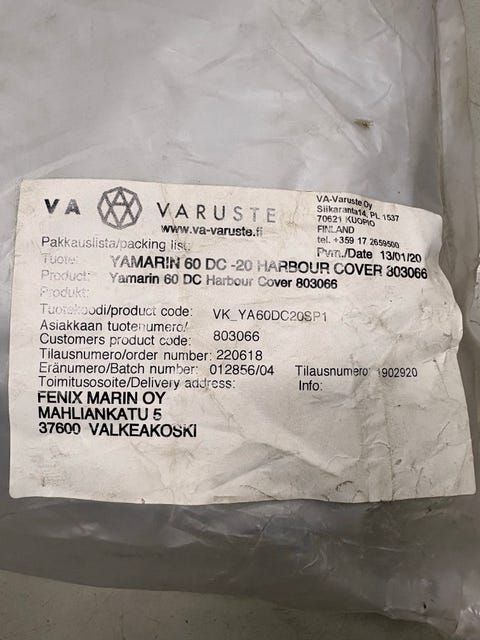 VA VARUSTE
www.va-varuste.fi
VA-Varuste Oy
Siikaranta14, PL 1537
70621 KUOPIO
FINLAND
tel. +359 17 2659500
Pvm./Date 13/01/20
Pakkauslista/packing list:
Tuote: YAMARIN 60 DC -20 HARBOUR COVER 803066
Product: Yamarin 60 DC Harbour Cover 803066
Produkt:
Tuotekoodi/product code: VK_YA60DC20SP1
Asiakkaan tuotenumero/
Customers product code: 803066
Tilausnumero/order number: 220618
Eränumero/Batch number: 012856/04 Tilausnumero: 1902920
Toimitusosoite/Delivery address: Info:
FENIX MARIN OY
MAHLIANKATU 5
37600 VALKEAKOSKI